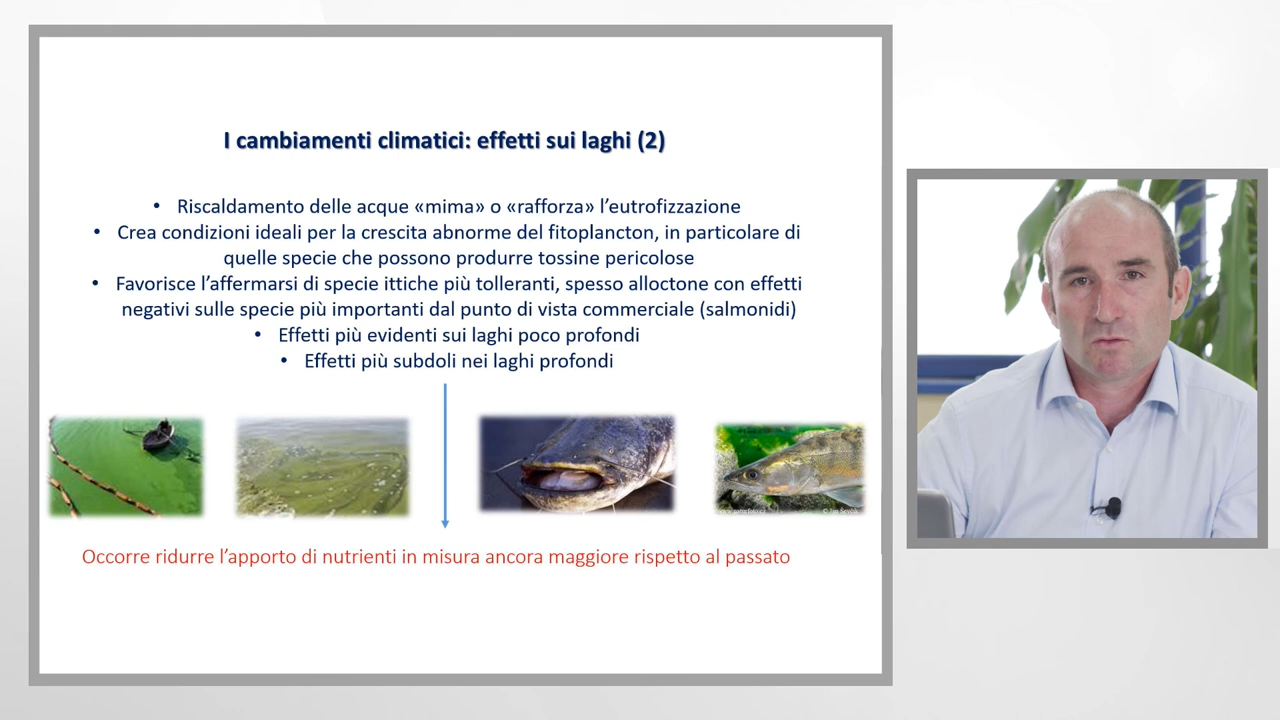 I cambiamenti climatici: effetti sui laghi (2)
• Riscaldamento delle acque «mima» o «rafforza» l’eutrofizzazione
• Crea condizioni ideali per la crescita abnorme del fitoplancton, in particolare di
quelle specie che possono produrre tossine pericolose
• Favorisce l’affermarsi di specie ittiche più tolleranti, spesso alloctone con effetti
negativi sulle specie più importanti dal punto di vista commerciale (salmonidi)
• Effetti più evidenti sui laghi poco profondi
• Effetti più subdoli nei laghi profondi
Occorre ridurre l’apporto di nutrienti in misura ancora maggiore rispetto al passato